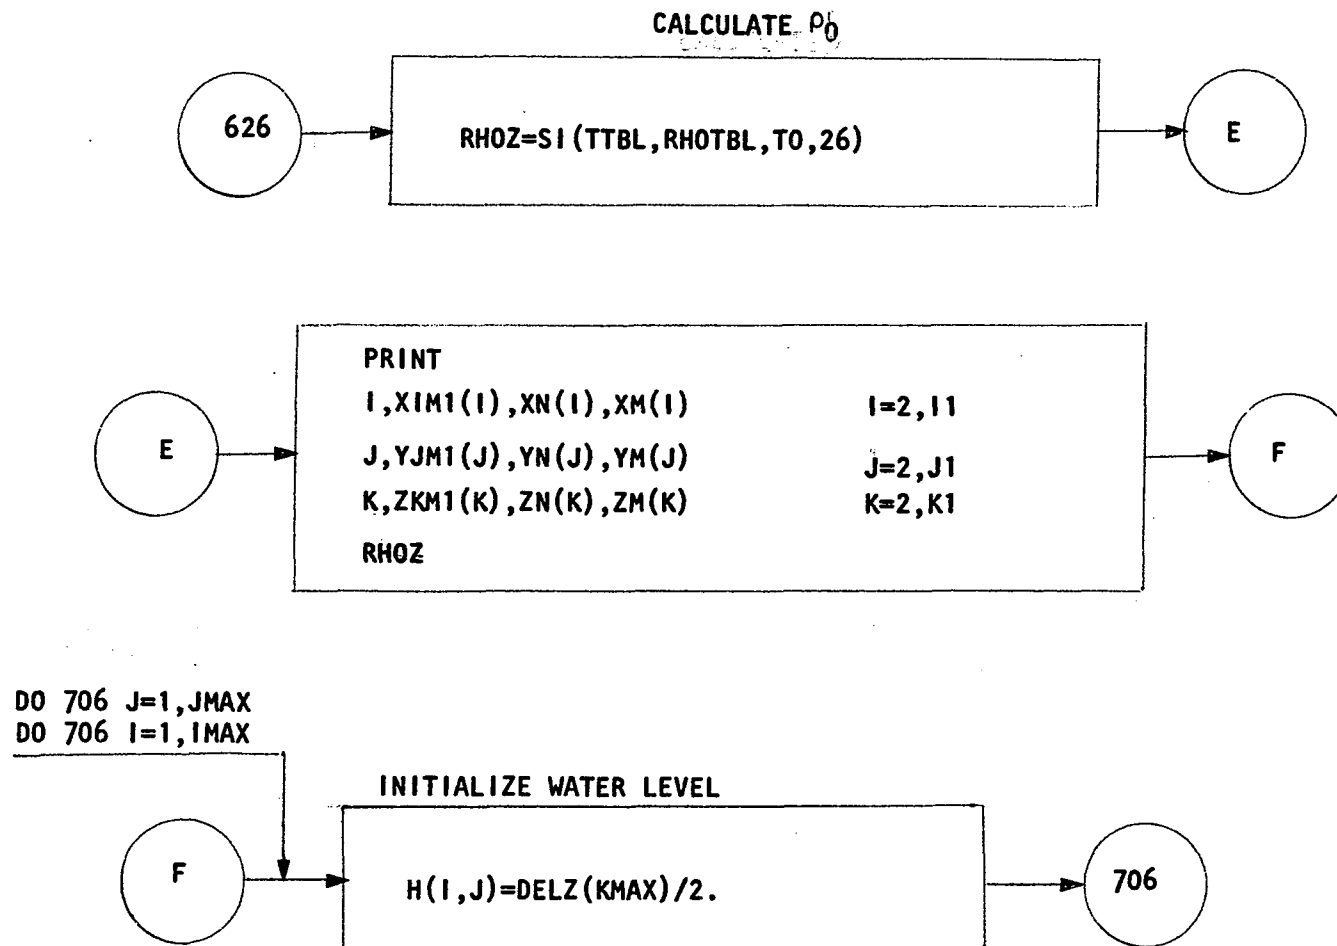 CALCULATE ρ₀
626
RHOZ=SI(TTBL,RHOTBL,TO,26)
E
PRINT
E
I,XIM1(I),XN(I),XM(I) I=2,I1
J,YJM1(J),YN(J),YM(J) J=2,J1
K,ZKM1(K),ZN(K),ZM(K) K=2,K1
RHOZ
F
DO 706 J=1,JMAX
DO 706 I=1,IMAX
INITIALIZE WATER LEVEL
F
H(I,J)=DELZ(KMAX)/2.
706